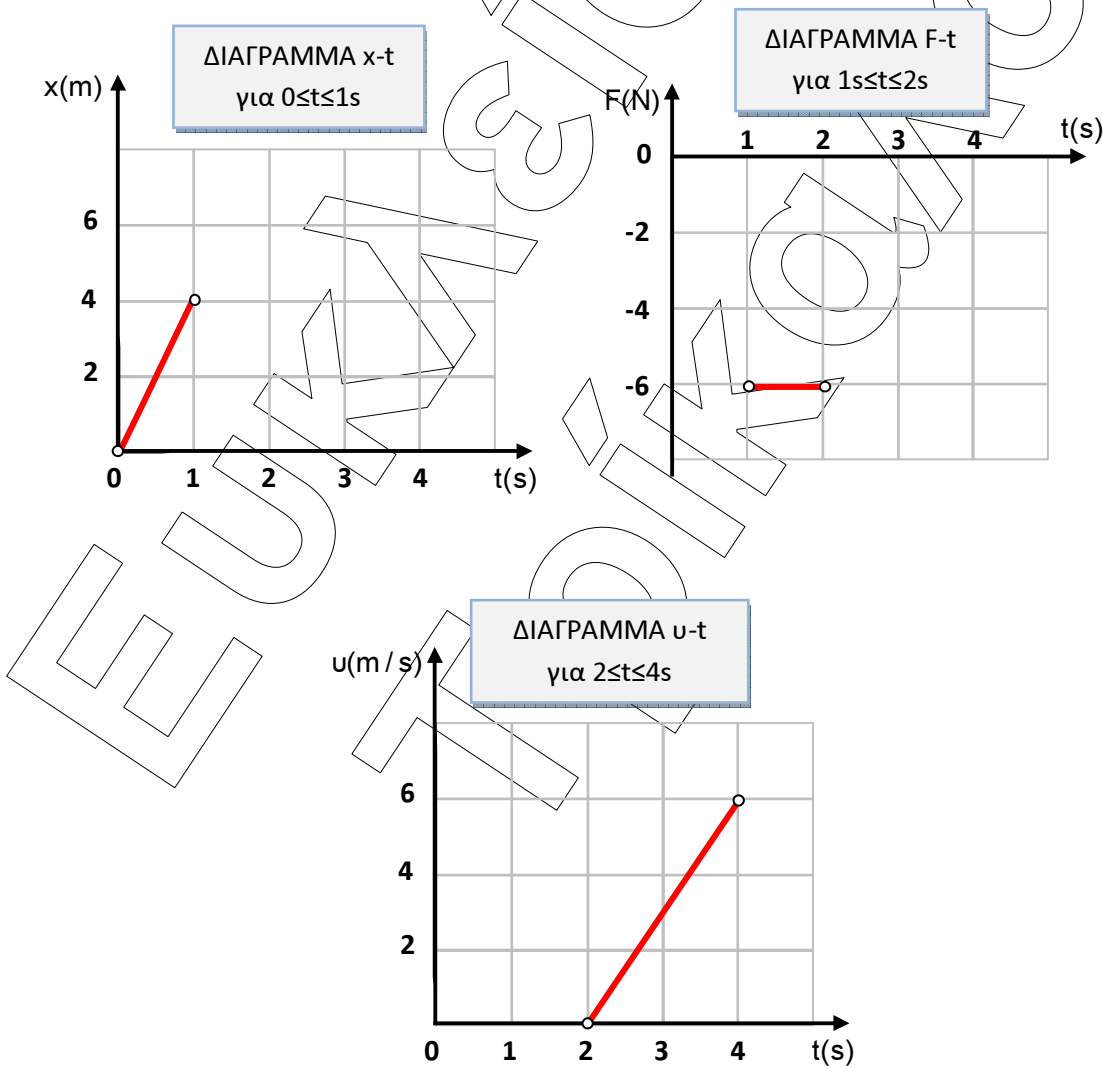 ΔΙΑΓΡΑΜΜΑ x-t
για 0≤t≤1s
x(m)
6
4
2
0 1 2 3 4 t(s)
ΔΙΑΓΡΑΜΜΑ F-t
για 1s≤t≤2s
F(N)
1 2 3 4 t(s)
0
-2
-4
-6
ΔΙΑΓΡΑΜΜΑ υ-t
για 2≤t≤4s
υ(m / s)
6
4
2
0 1 2 3 4 t(s)